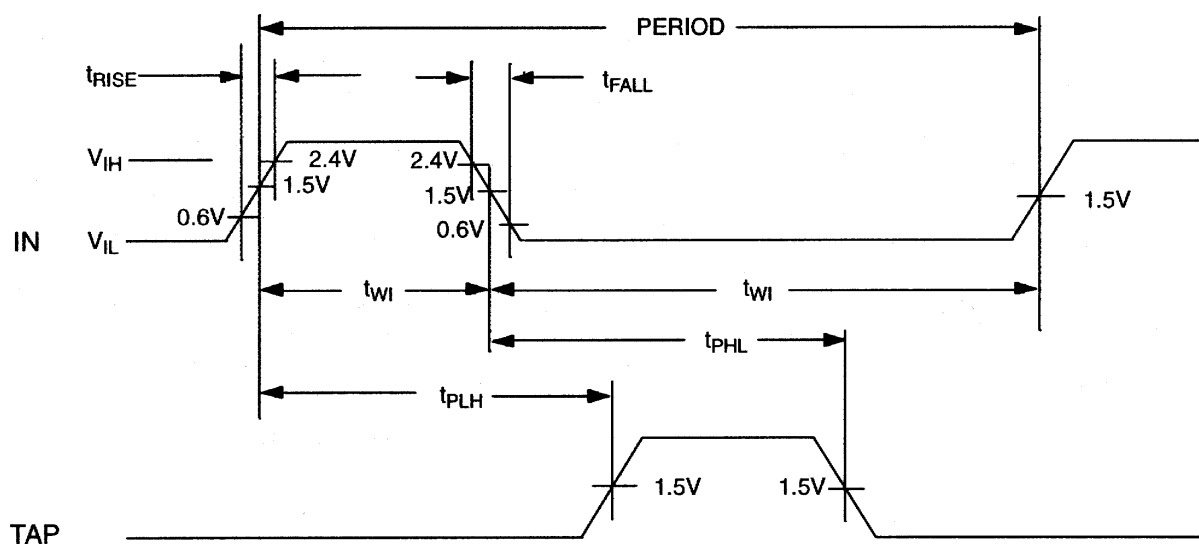 PERIOD
tRISE
tFALL
VIH
2.4V
2.4V
1.5V
1.5V
1.5V
0.6V
0.6V
IN
VIL
tWI
tWI
tPHL
tPLH
1.5V
1.5V
TAP